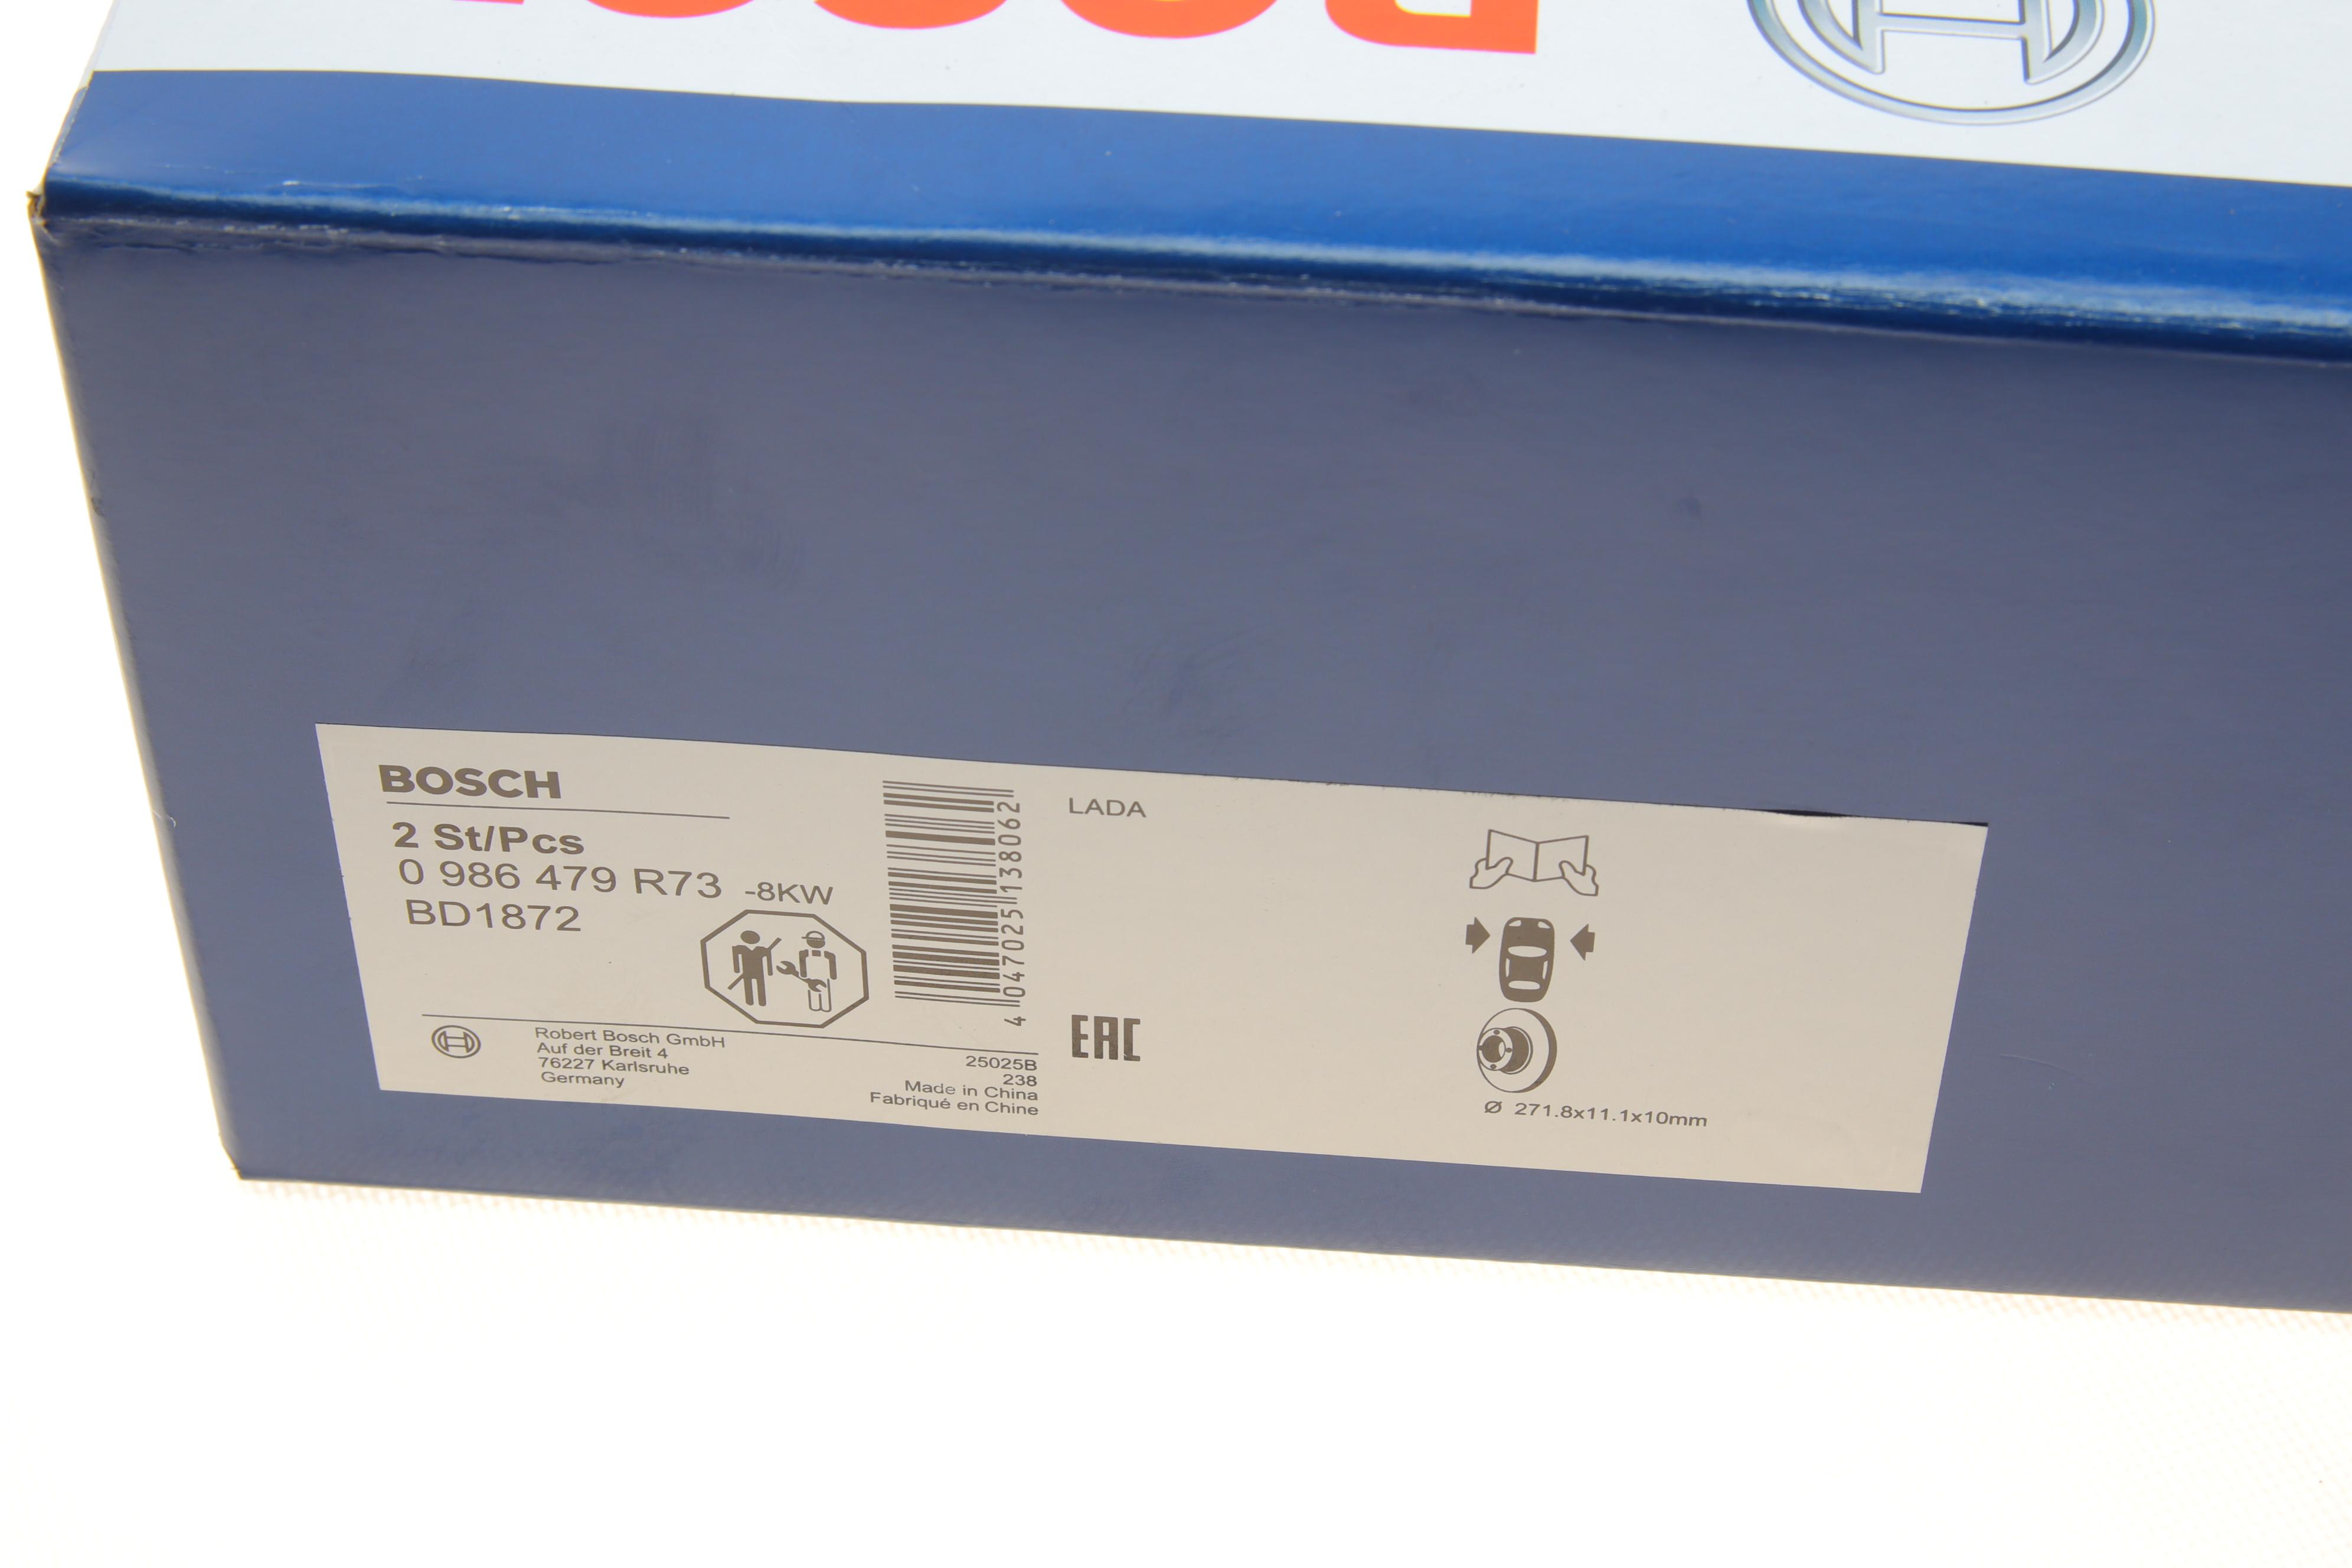 BOSCH
BOSCH
2 St/Pcs
0 986 479 R73 -8KW
BD1872
4 047025 138062
LADA
Robert Bosch GmbH
Auf der Breit 4
76227 Karlsruhe
Germany
25025B
238
Made in China
Fabriqué en Chine
EAC
Ø 271.8x11.1x10mm